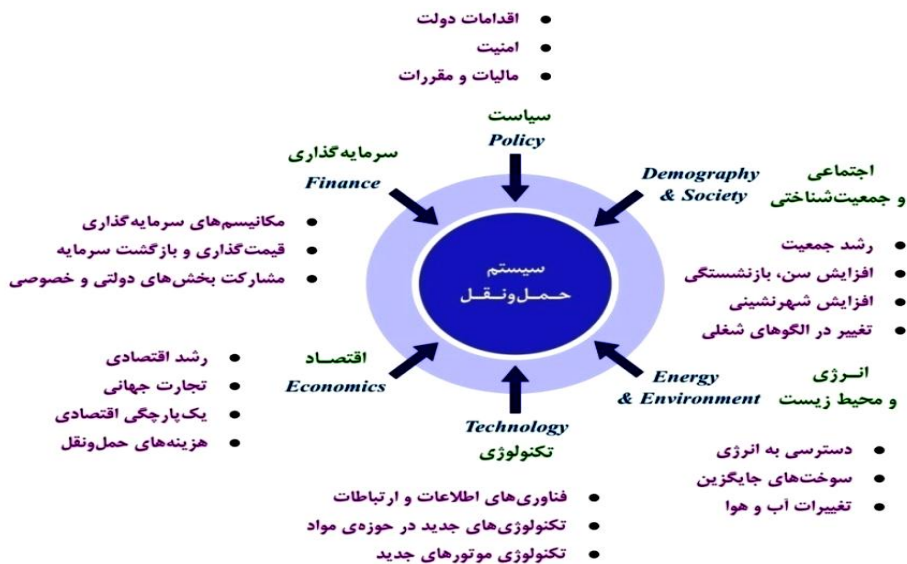 اقدامات دولت
امنیت
مالیات و مقررات
سیاست
Policy
سرمایه‌گذاری
Finance
مکانیسم‌های سرمایه‌گذاری
قیمت‌گذاری و بازگشت سرمایه
مشارکت بخش‌های دولتی و خصوصی
اجتماعی
و جمعیت‌شناختی
Demography
& Society
رشد جمعیت
افزایش سن، بازنشستگی
افزایش شهرنشینی
تغییر در الگوهای شغلی
سیستم
حـمـل‌ونـقـل
اقتصـاد
Economics
رشد اقتصادی
تجارت جهانی
یک‌پارچگی اقتصادی
هزینه‌های حمل‌ونقل
انـرژی
و محیط زیست
Energy
& Environment
دسترسی به انرژی
سوخت‌های جایگزین
تغییرات آب و هوا
Technology
تکنولوژی
فناوری‌های اطلاعات و ارتباطات
تکنولوژی‌های جدید در حوزه‌ی مواد
تکنولوژی موتورهای جدید